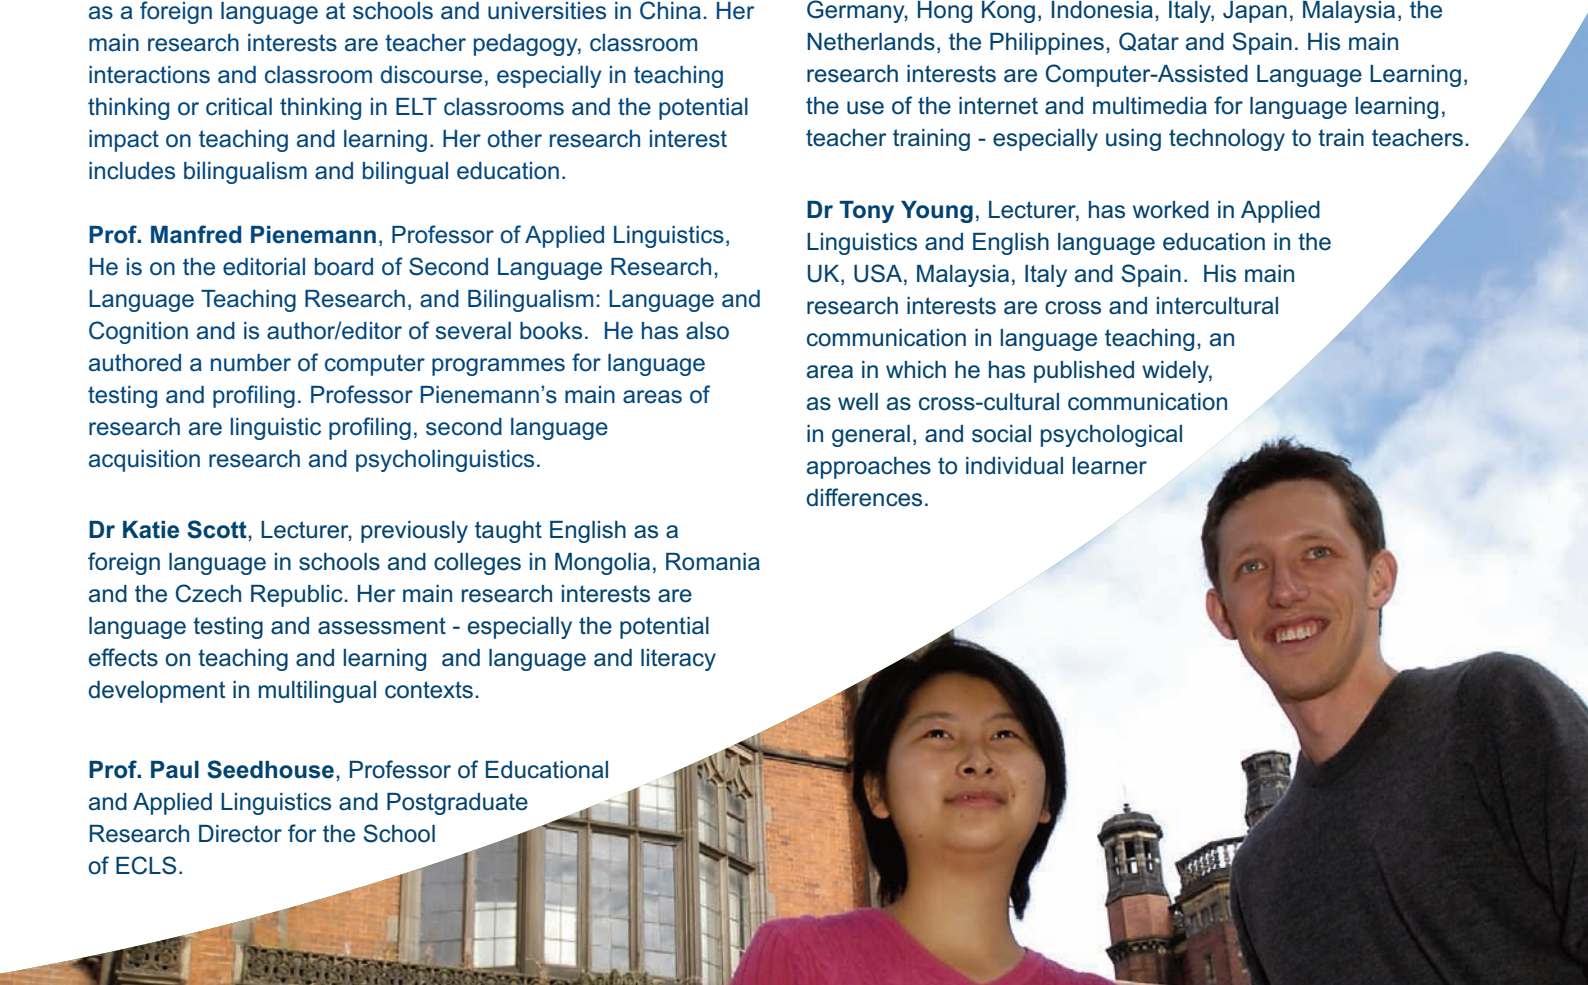 as a foreign language at schools and universities in China. Her
main research interests are teacher pedagogy, classroom
interactions and classroom discourse, especially in teaching
thinking or critical thinking in ELT classrooms and the potential
impact on teaching and learning. Her other research interest
includes bilingualism and bilingual education.
Prof. Manfred Pienemann, Professor of Applied Linguistics,
He is on the editorial board of Second Language Research,
Language Teaching Research, and Bilingualism: Language and
Cognition and is author/editor of several books.  He has also
authored a number of computer programmes for language
testing and profiling. Professor Pienemann’s main areas of
research are linguistic profiling, second language
acquisition research and psycholinguistics.
Dr Katie Scott, Lecturer, previously taught English as a
foreign language in schools and colleges in Mongolia, Romania
and the Czech Republic. Her main research interests are
language testing and assessment - especially the potential
effects on teaching and learning  and language and literacy
development in multilingual contexts.
Prof. Paul Seedhouse, Professor of Educational
and Applied Linguistics and Postgraduate
Research Director for the School
of ECLS.
Germany, Hong Kong, Indonesia, Italy, Japan, Malaysia, the
Netherlands, the Philippines, Qatar and Spain. His main
research interests are Computer-Assisted Language Learning,
the use of the internet and multimedia for language learning,
teacher training - especially using technology to train teachers.
Dr Tony Young, Lecturer, has worked in Applied
Linguistics and English language education in the
UK, USA, Malaysia, Italy and Spain.  His main
research interests are cross and intercultural
communication in language teaching, an
area in which he has published widely,
as well as cross-cultural communication
in general, and social psychological
approaches to individual learner
differences.